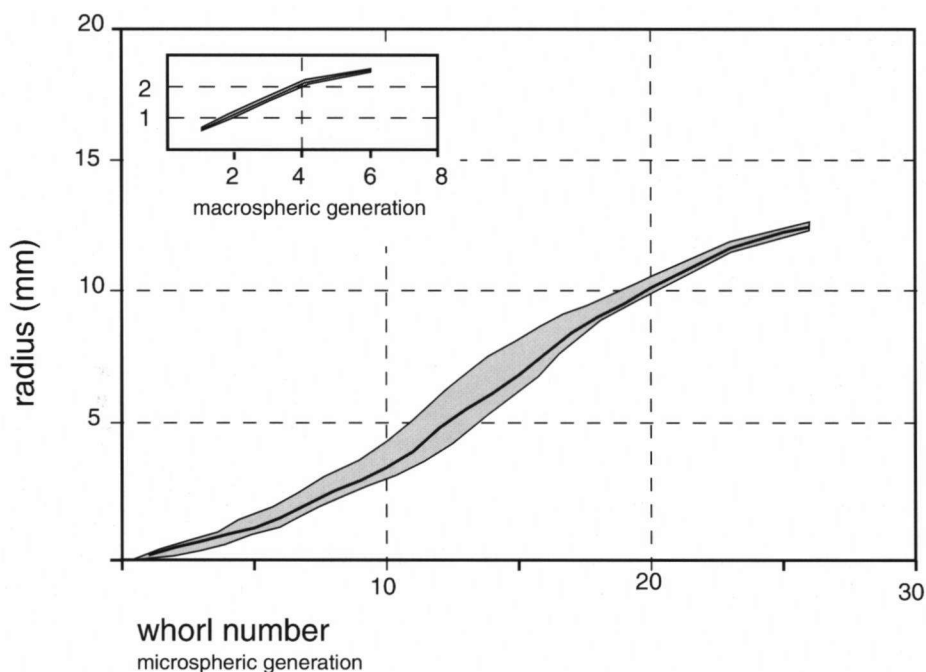 20
15
10
5
radius (mm)
2
1
2 4 6 8
macrospheric generation
10 20 30
whorl number
microspheric generation